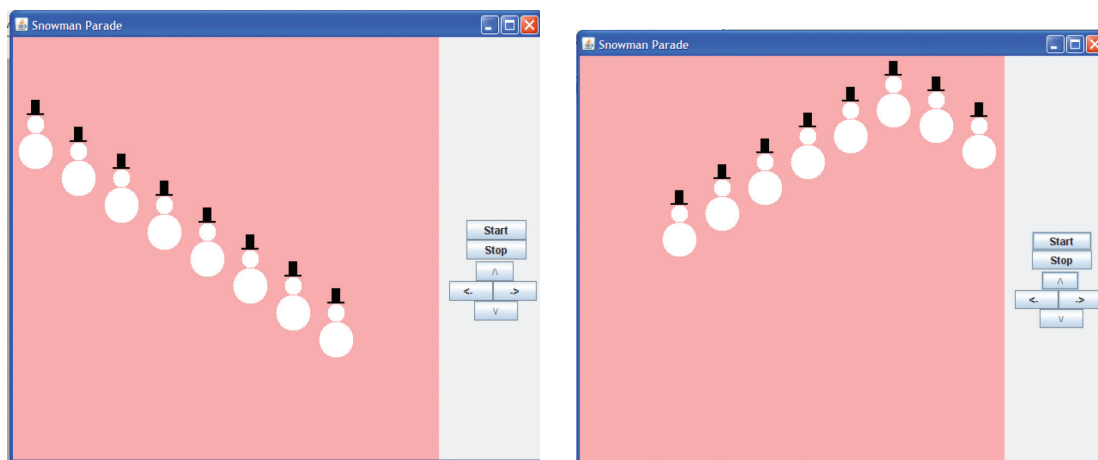 Snowman Parade
Start
Stop
Λ
<- ->
V
Snowman Parade
Start
Stop
Λ
<- ->
V